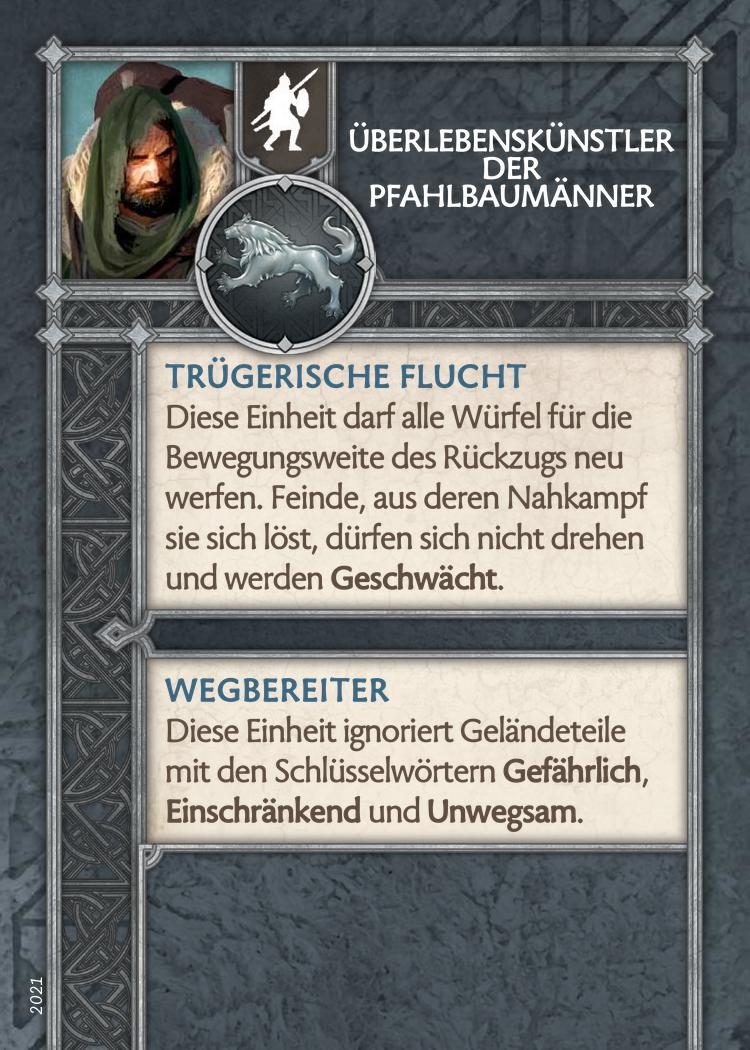 ÜBERLEBENSKÜNSTLER
DER
PFAHLBAUMÄNNER
TRÜGERISCHE FLUCHT
Diese Einheit darf alle Würfel für die
Bewegungsweite des Rückzugs neu
werfen. Feinde, aus deren Nahkampf
sie sich löst, dürfen sich nicht drehen
und werden Geschwächt.
WEGBEREITER
Diese Einheit ignoriert Geländeteile
mit den Schlüsselwörtern Gefährlich,
Einschränkend und Unwegsam.
2021